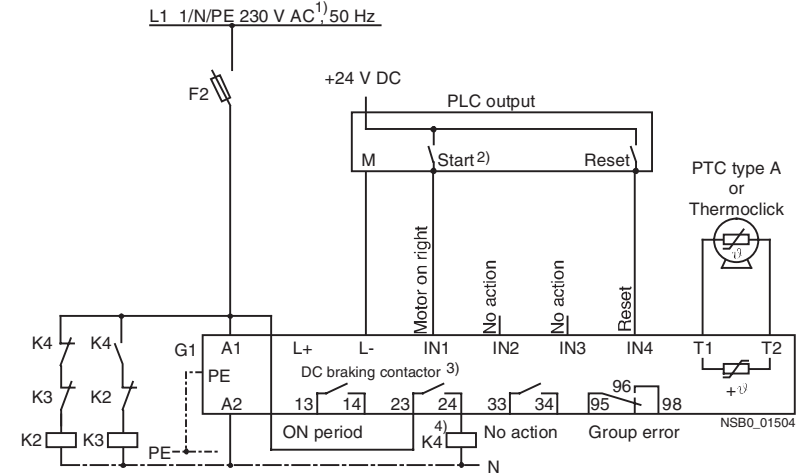 L1 1/N/PE 230 V AC1), 50 Hz
F2
+24 V DC
PLC output
M
Start 2)
Reset
PTC type A
or
Thermoclick
ϑ
Motor on right
No action
No action
Reset
K4
K4
G1
A1
L+
L-
IN1
IN2
IN3
IN4
T1
T2
PE
DC braking contactor 3)
+ϑ
K3
K2
A2
13
14
23
24
33
34
95
96
98
NSB0_01504
K2
K3
PE
ON period
4)
K4
No action
Group error
N